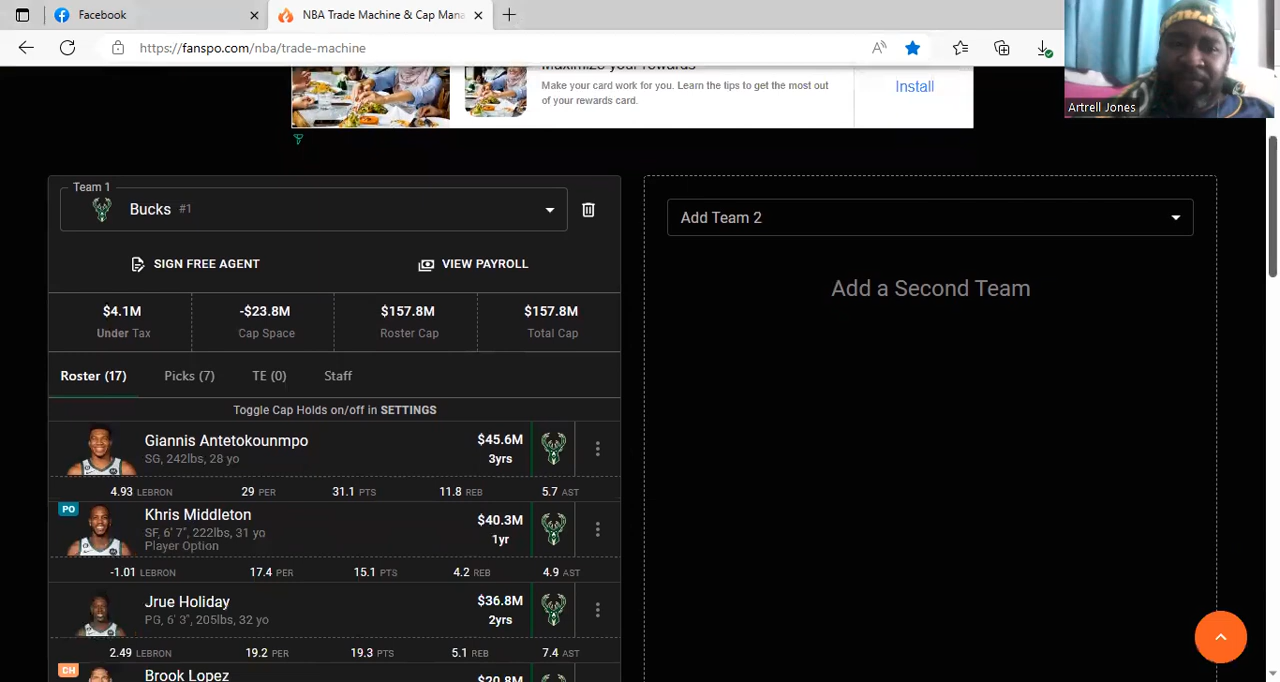 Facebook
NBA Trade Machine & Cap Mana
https://fanspo.com/nba/trade-machine
Artrell Jones
Maximize your rewards
Make your card work for you. Learn the tips to get the most out
of your rewards card.
Install
Team 1
Bucks #1
SIGN FREE AGENT
VIEW PAYROLL
$4.1M
-$23.8M
$157.8M
$157.8M
Under Tax
Cap Space
Roster Cap
Total Cap
Roster (17)
Picks (7)
TE (0)
Staff
Toggle Cap Holds on/off in SETTINGS
Giannis Antetokounmpo
SG, 242lbs, 28 yo
$45.6M
3yrs
4.93 LEBRON
29 PER
31.1 PTS
11.8 REB
5.7 AST
PO
Khris Middleton
SF, 6' 7", 222lbs, 31 yo
Player Option
$40.3M
1yr
-1.01 LEBRON
17.4 PER
15.1 PTS
4.2 REB
4.9 AST
Jrue Holiday
PG, 6' 3", 205lbs, 32 yo
$36.8M
2yrs
2.49 LEBRON
19.2 PER
19.3 PTS
5.1 REB
7.4 AST
CH
Brook Lopez
$20.8M
Add Team 2
Add a Second Team